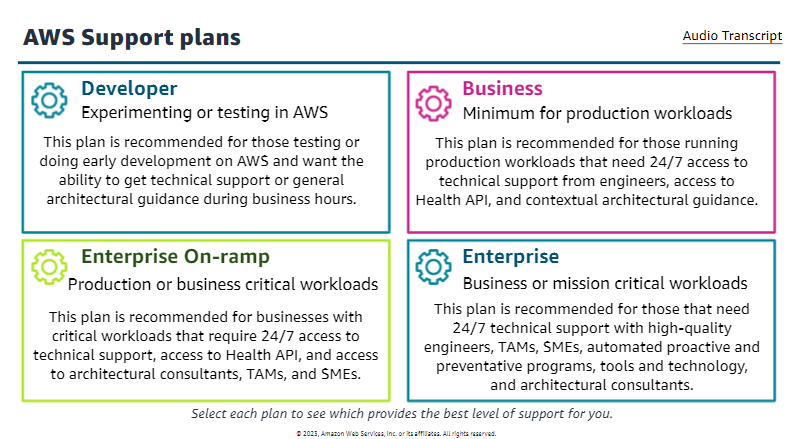 AWS Support plans
Audio Transcript
Developer
Experimenting or testing in AWS
This plan is recommended for those testing or
doing early development on AWS and want the
ability to get technical support or general
architectural guidance during business hours.
Business
Minimum for production workloads
This plan is recommended for those running
production workloads that need 24/7 access to
technical support from engineers, access to
Health API, and contextual architectural guidance.
Enterprise On-ramp
Production or business critical workloads
This plan is recommended for businesses with
critical workloads that require 24/7 access to
technical support, access to Health API, and access
to architectural consultants, TAMs, and SMEs.
Enterprise
Business or mission critical workloads
This plan is recommended for those that need
24/7 technical support with high-quality
engineers, TAMs, SMEs, automated proactive and
preventative programs, tools and technology,
and architectural consultants.
Select each plan to see which provides the best level of support for you.
© 2023, Amazon Web Services, Inc. or its affiliates. All rights reserved.